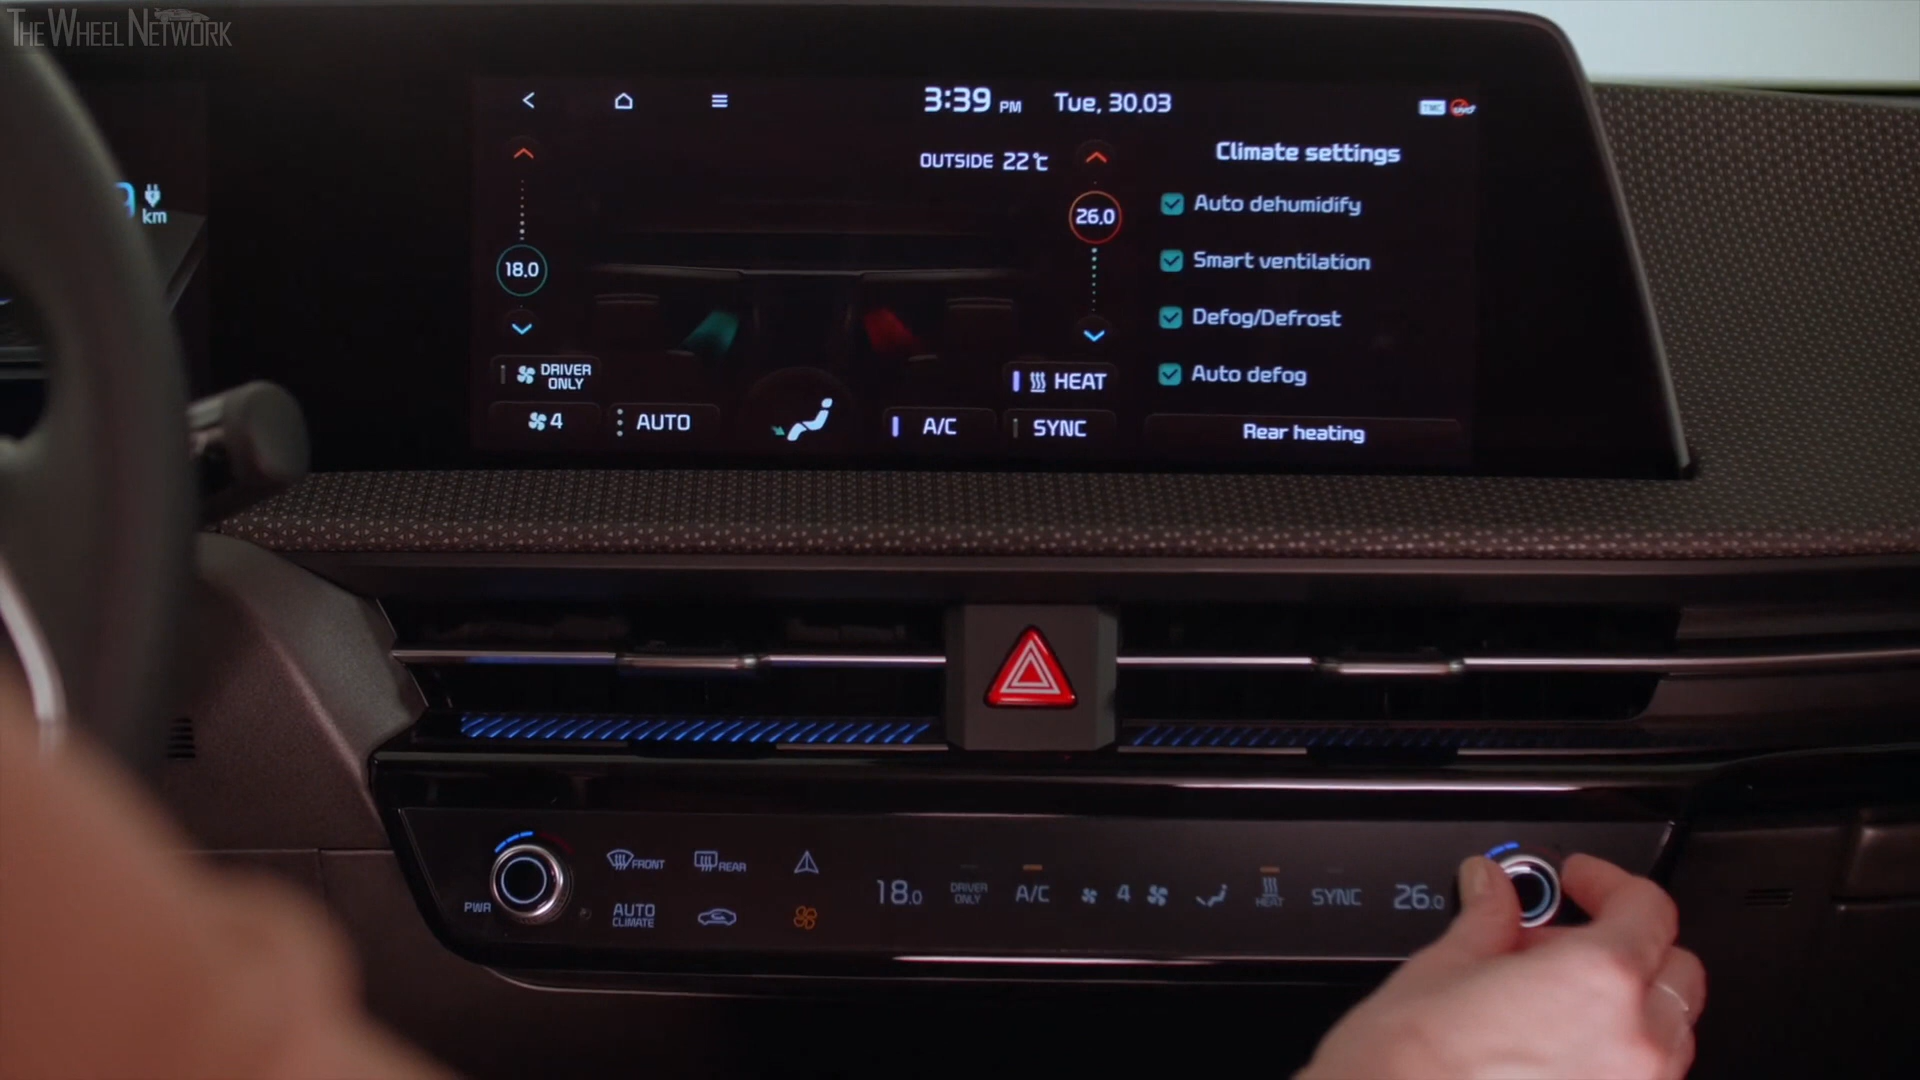 THE WHEEL NETWORK
3:39 PM Tue, 30.03
OUTSIDE 22°C
Climate settings
26.0
Auto dehumidify
km
18.0
Smart ventilation
Defog/Defrost
DRIVER
ONLY
HEAT
Auto defog
4
AUTO
A/C
SYNC
Rear heating
FRONT
REAR
PWR
AUTO
CLIMATE
18.0
DRIVER
ONLY
A/C
4
HEAT
SYNC
26.0